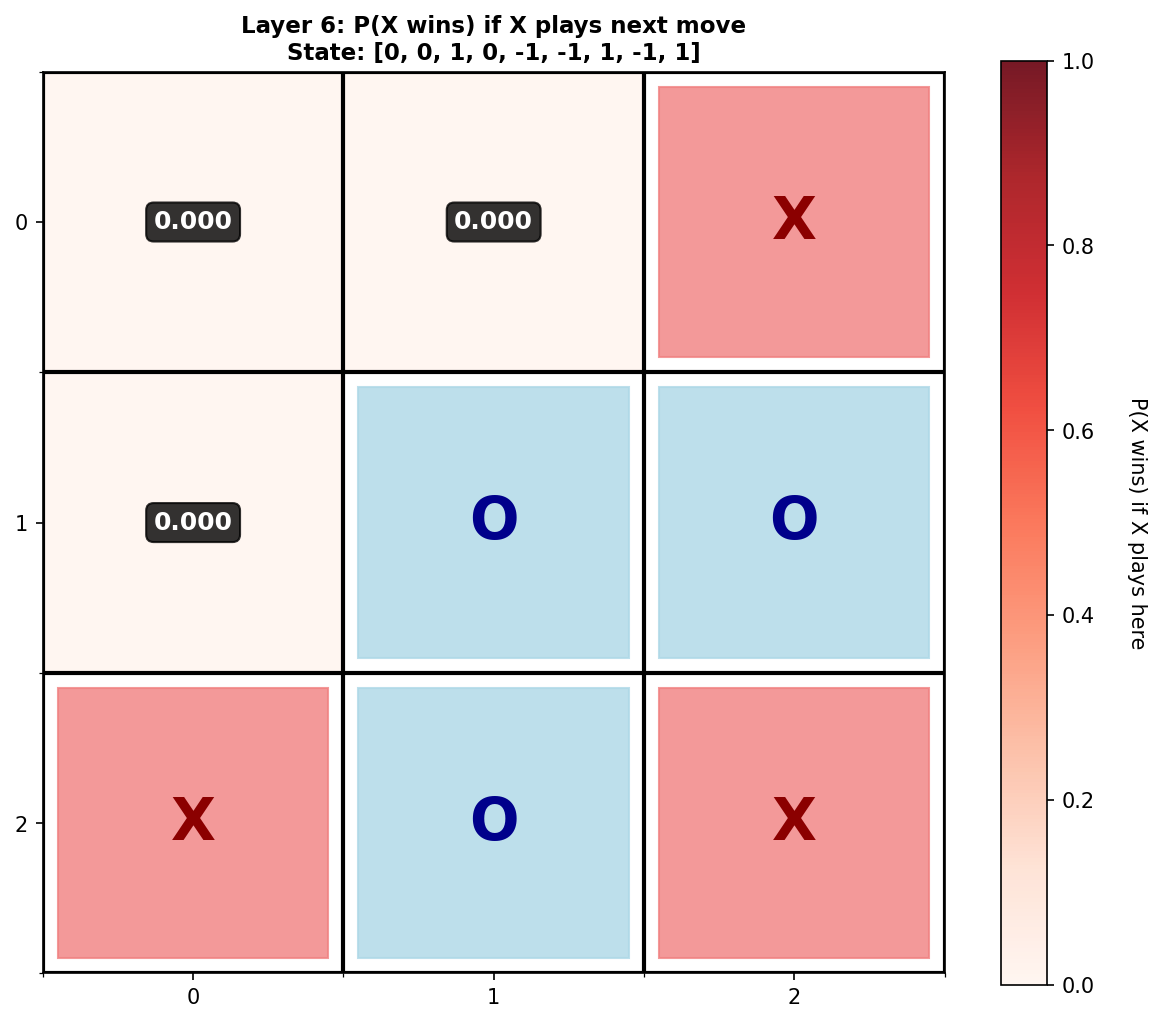 Layer 6: P(X wins) if X plays next move
State: [0, 0, 1, 0, -1, -1, 1, -1, 1]
0
0.000
0.000
X
1
0.000
O
O
2
X
O
X
0
1
2
1.0
0.8
0.6
0.4
0.2
0.0
P(X wins) if X plays here